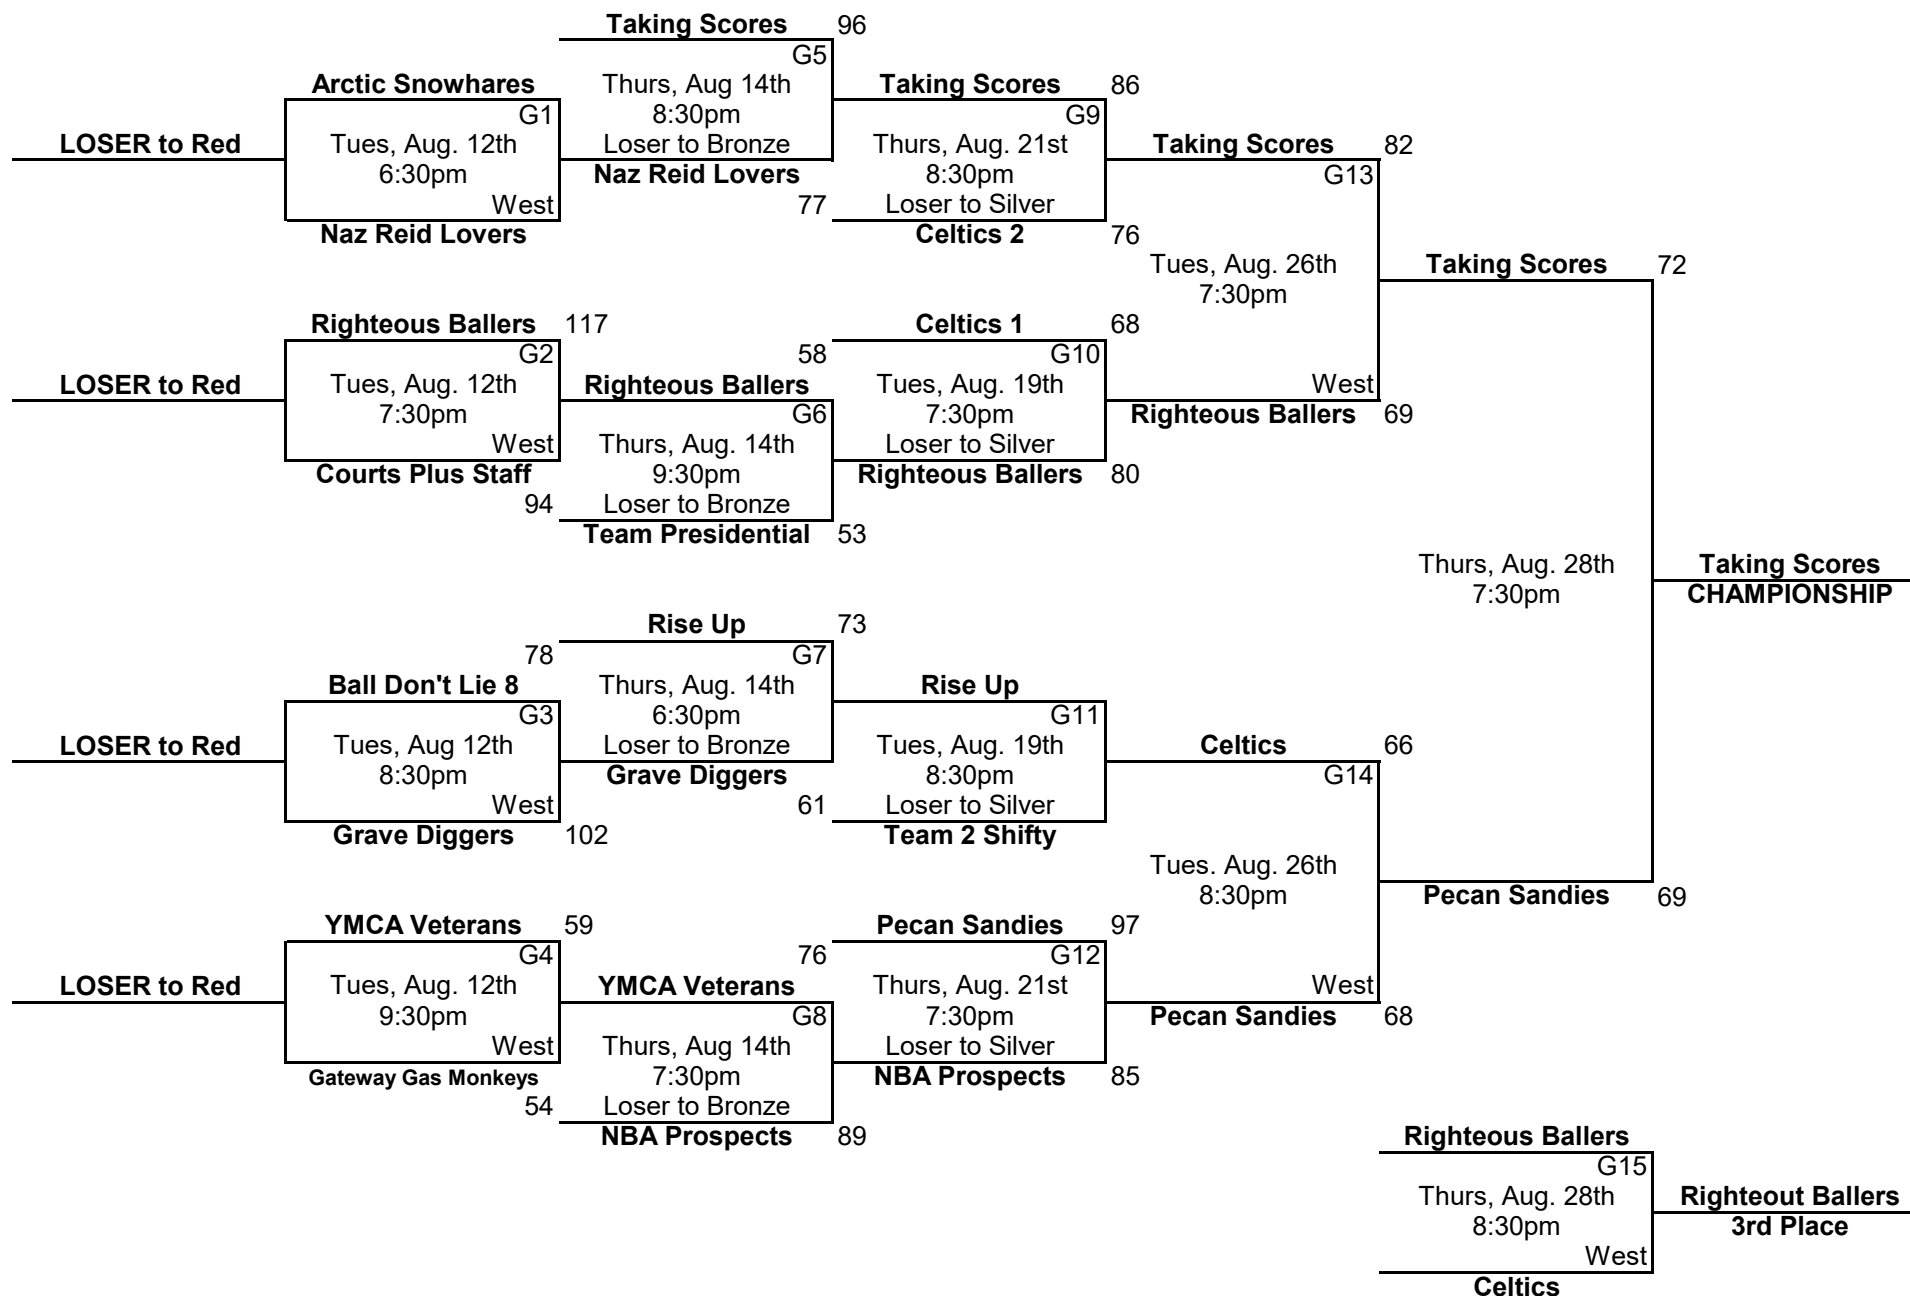 Taking Scores 96
G5
Arctic Snowhares Thurs, Aug 14th Taking Scores 86
G1 8:30pm G9
LOSER to Red Tues, Aug. 12th Loser to Bronze Thurs, Aug. 21st Taking Scores 82
6:30pm Naz Reid Lovers 8:30pm G13
West 77 Loser to Silver
Naz Reid Lovers Celtics 2 76
Tues, Aug. 26th Taking Scores 72
7:30pm
Righteous Ballers 117 Celtics 1 68
G2 58 G10
LOSER to Red Tues, Aug. 12th Righteous Ballers Tues, Aug. 19th West
7:30pm G6 7:30pm Righteous Ballers 69
West Thurs, Aug. 14th Loser to Silver
Courts Plus Staff 9:30pm Righteous Ballers 80
94 Loser to Bronze
Team Presidential 53
Thurs, Aug. 28th Taking Scores
7:30pm CHAMPIONSHIP
Rise Up 73
78 G7
Ball Don't Lie 8 Thurs, Aug. 14th Rise Up
G3 6:30pm G11
LOSER to Red Tues, Aug 12th Loser to Bronze Tues, Aug. 19th Celtics 66
8:30pm Grave Diggers 8:30pm G14
West 61 Loser to Silver
Grave Diggers 102 Team 2 Shifty
Tues. Aug. 26th
8:30pm Pecan Sandies 69
YMCA Veterans 59 Pecan Sandies 97
G4 76 G12
LOSER to Red Tues, Aug. 12th YMCA Veterans Thurs, Aug. 21st West
9:30pm G8 7:30pm Pecan Sandies 68
West Thurs, Aug 14th Loser to Silver
Gateway Gas Monkeys 7:30pm NBA Prospects 85
54 Loser to Bronze
NBA Prospects 89 Righteous Ballers
G15
Thurs, Aug. 28th Righteout Ballers
8:30pm 3rd Place
West
Celtics